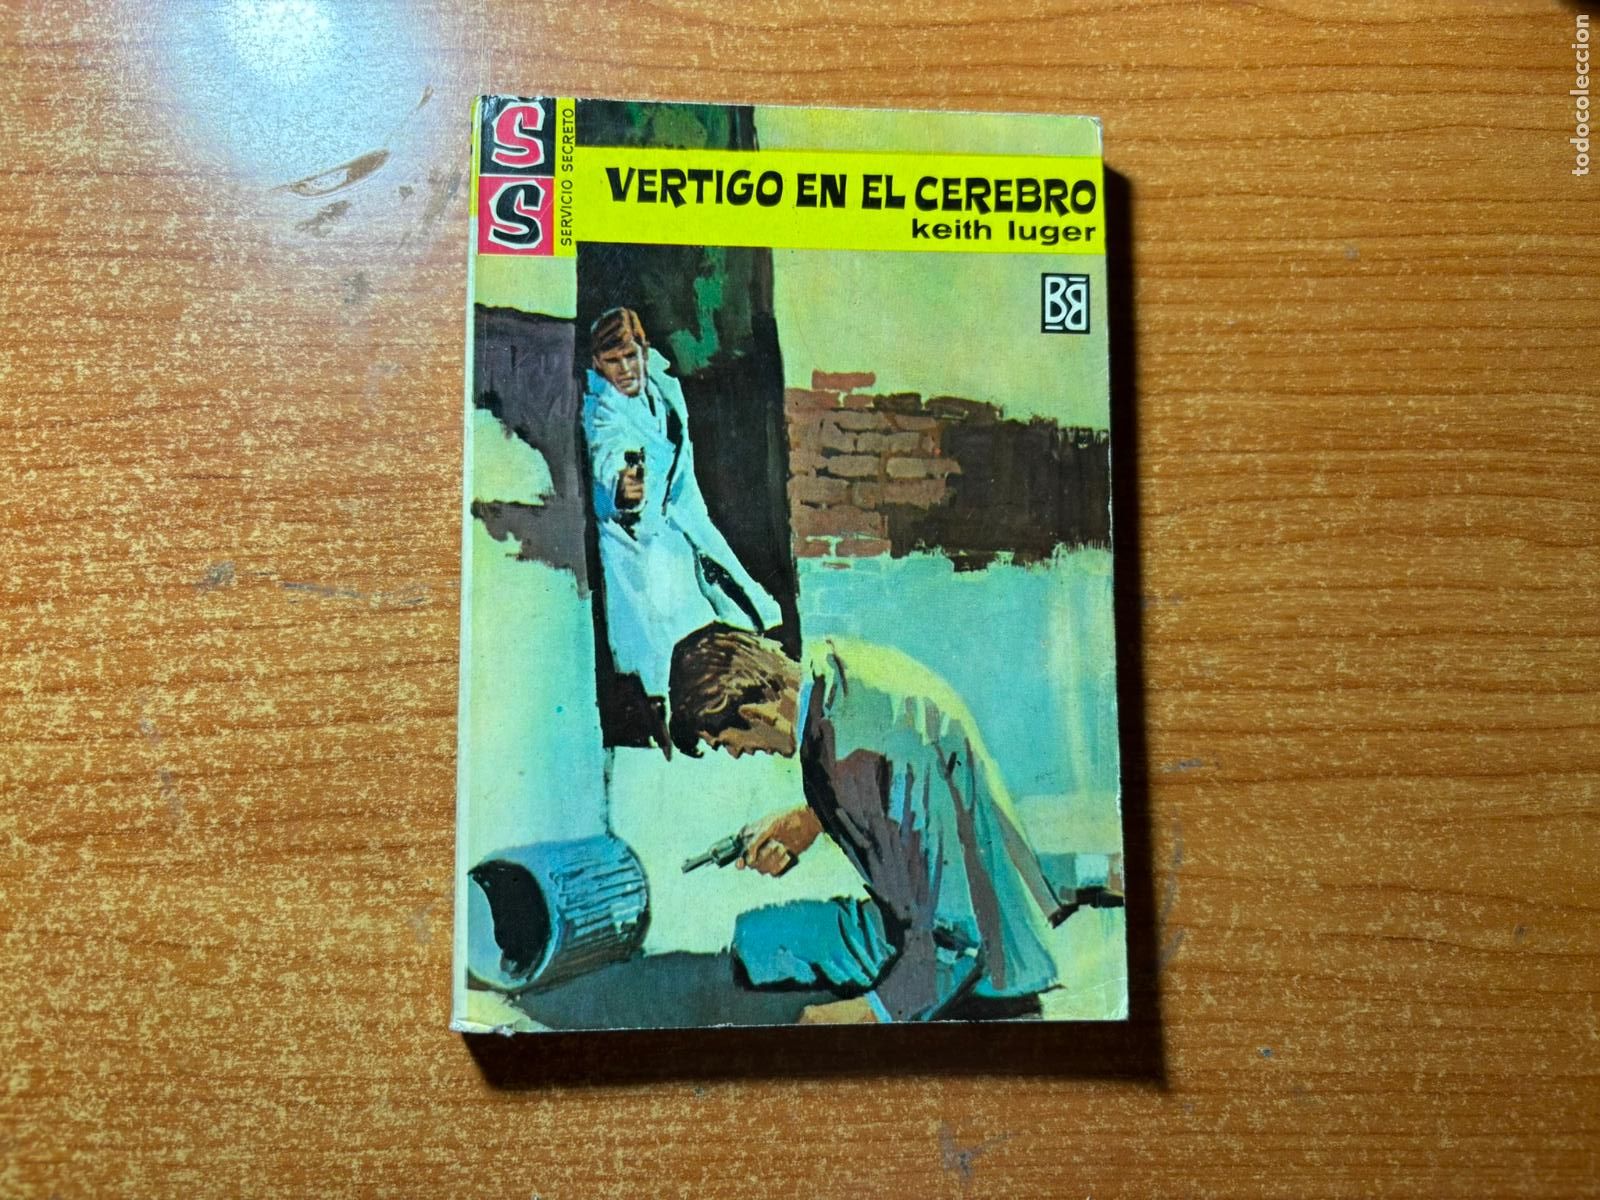 S
S
SERVICIO SECRETO
VERTIGO EN EL CEREBRO
keith luger
BB
todocoleccion